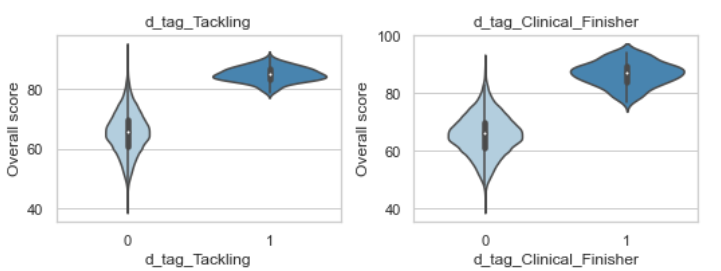 d_tag_Tackling
Overall score
80
60
40
0 1
d_tag_Tackling
d_tag_Clinical_Finisher
Overall score
100
80
60
40
0 1
d_tag_Clinical_Finisher